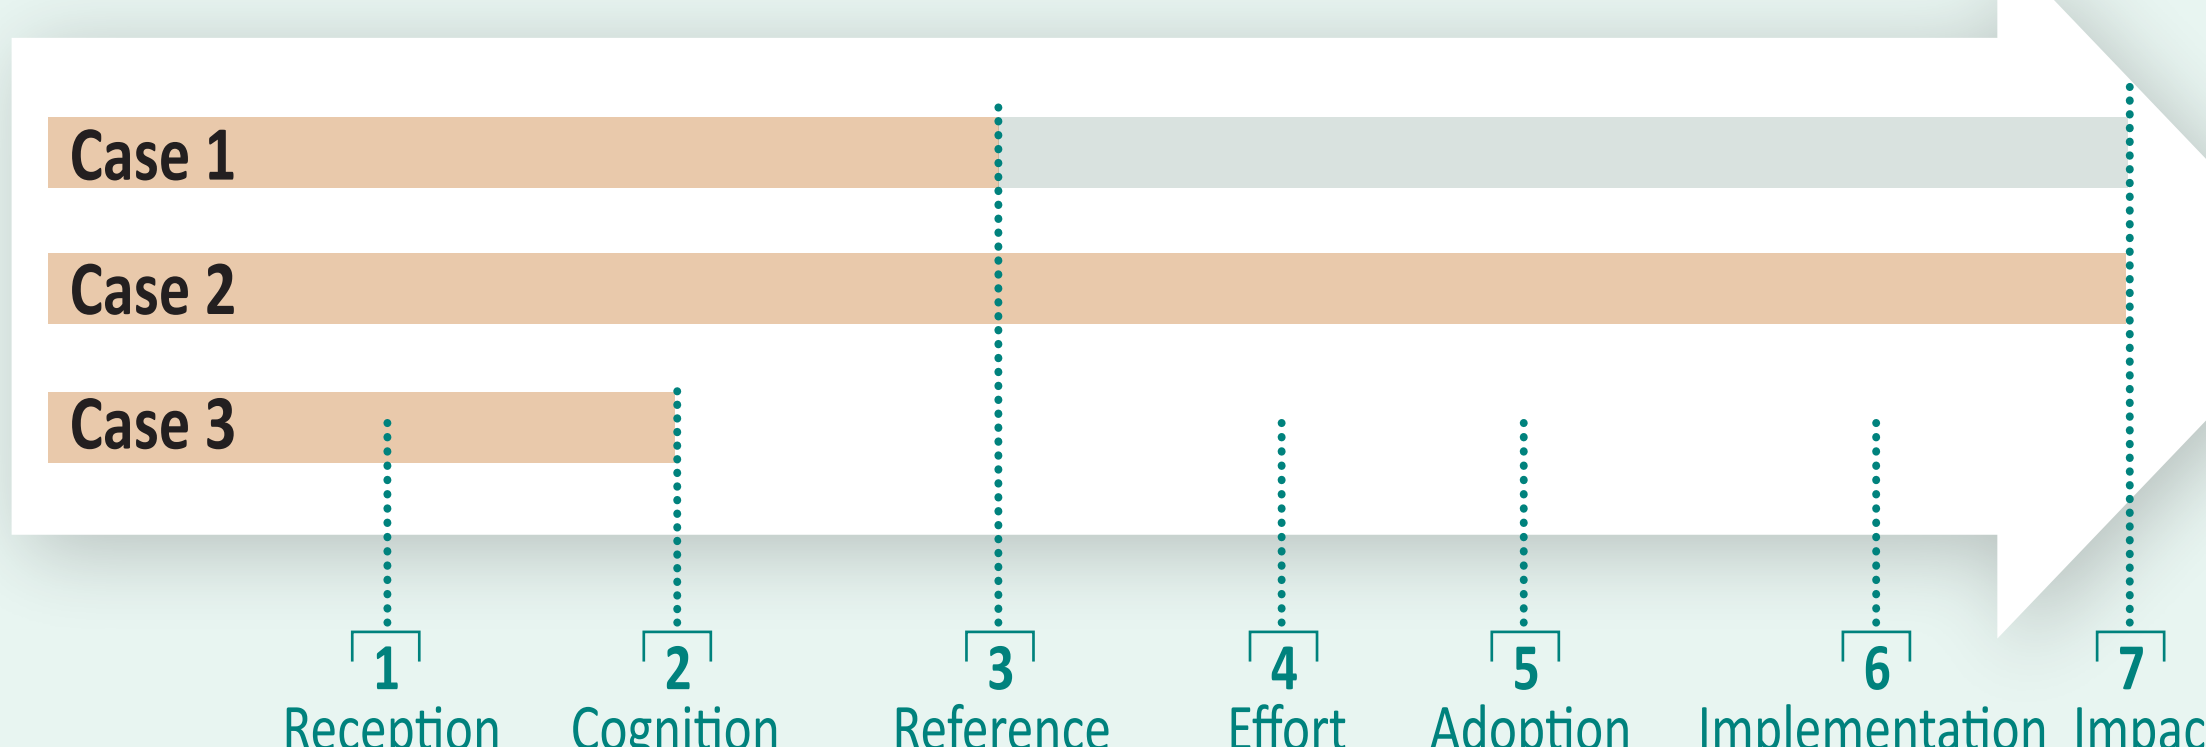 Case 1
Case 2
Case 3
1 2 3 4 5 6 7
Reception Cognition Reference Effort Adoption Implementation Impac